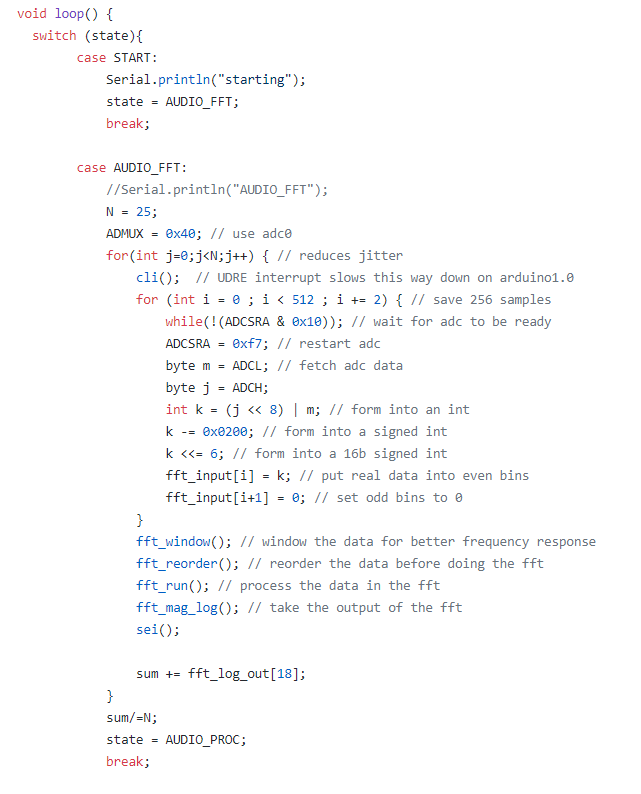 void loop() {
switch (state){
case START:
Serial.println("starting");
state = AUDIO_FFT;
break;
case AUDIO_FFT:
//Serial.println("AUDIO_FFT");
N = 25;
ADMUX = 0x40; // use adc0
for(int j=0;j<N;j++) { // reduces jitter
cli();  // UDRE interrupt slows this way down on arduino1.0
for (int i = 0 ; i < 512 ; i += 2) { // save 256 samples
while(!(ADCSRA & 0x10)); // wait for adc to be ready
ADCSRA = 0xf7; // restart adc
byte m = ADCL; // fetch adc data
byte j = ADCH;
int k = (j << 8) | m; // form into an int
k -= 0x0200; // form into a signed int
k <<= 6; // form into a 16b signed int
fft_input[i] = k; // put real data into even bins
fft_input[i+1] = 0; // set odd bins to 0
}
fft_window(); // window the data for better frequency response
fft_reorder(); // reorder the data before doing the fft
fft_run(); // process the data in the fft
fft_mag_log(); // take the output of the fft
sei();
sum += fft_log_out[18];
}
sum/=N;
state = AUDIO_PROC;
break;